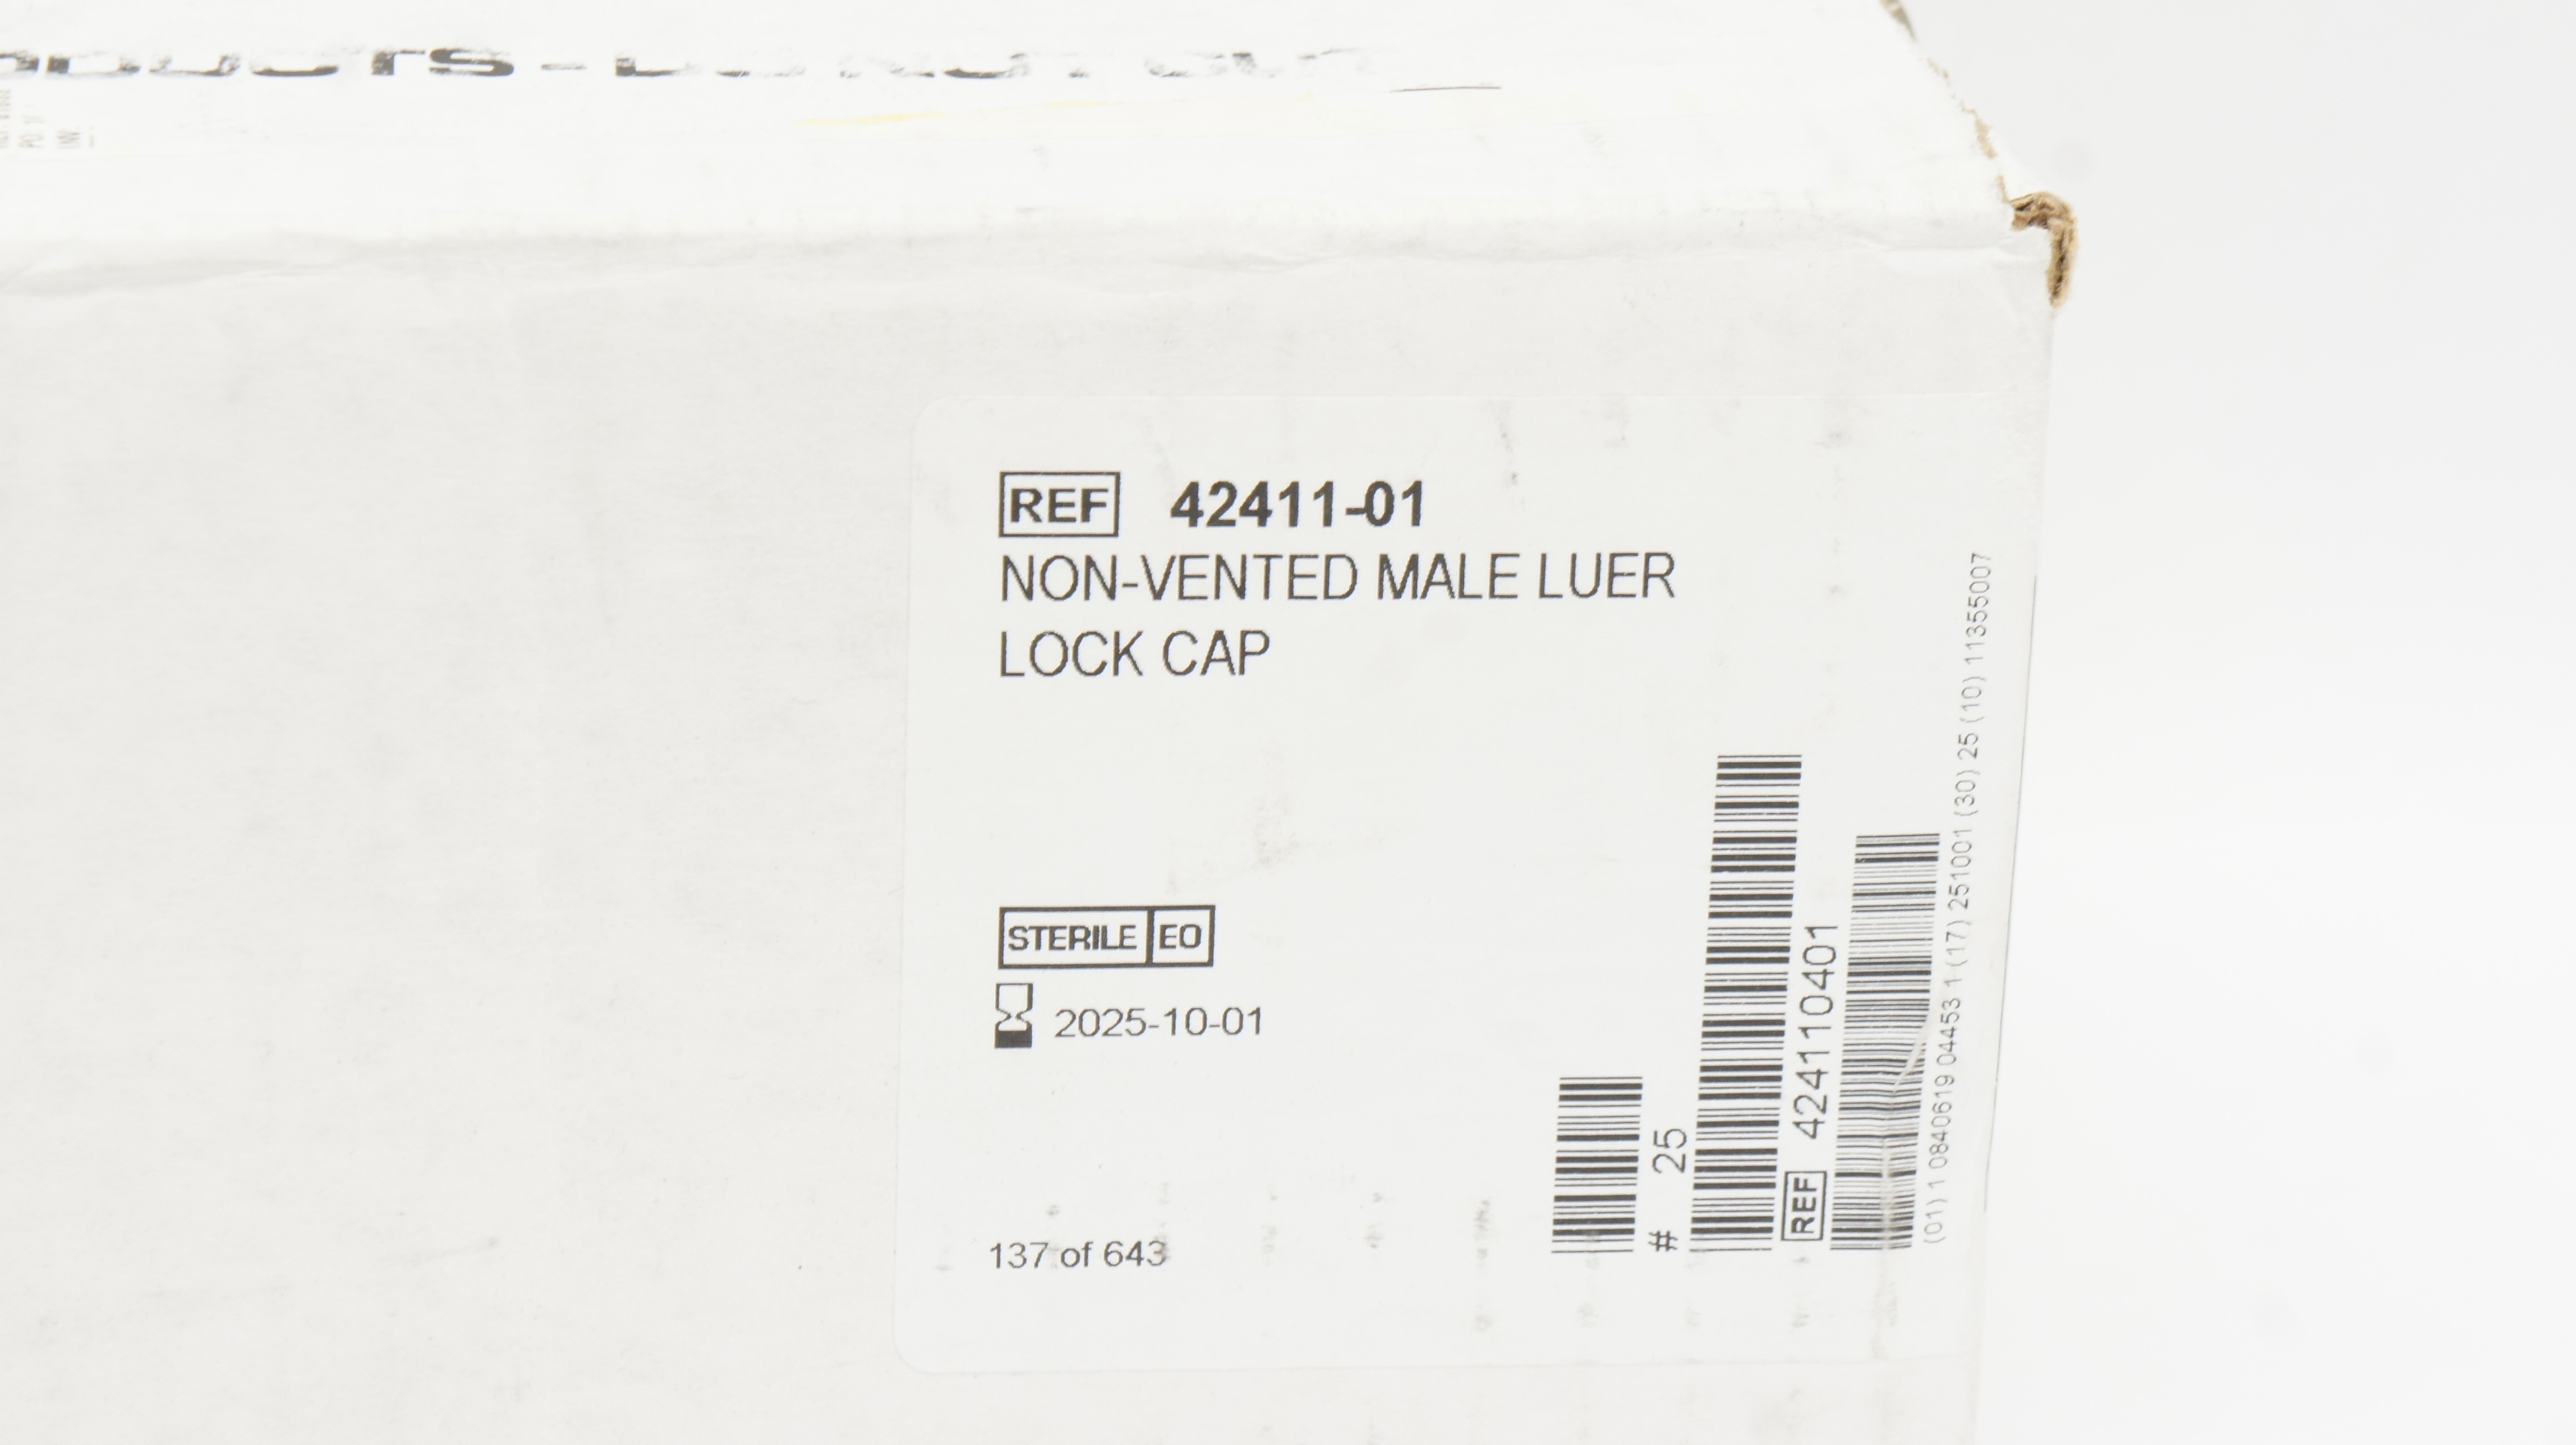 REF 42411-01
NON-VENTED MALE LUER
LOCK CAP
STERILE EO
2025-10-01
137 of 643
# 25
REF 424110401
(01) 1 0840619 04453 1 (17) 251001 (30) 25 (10) 11355007